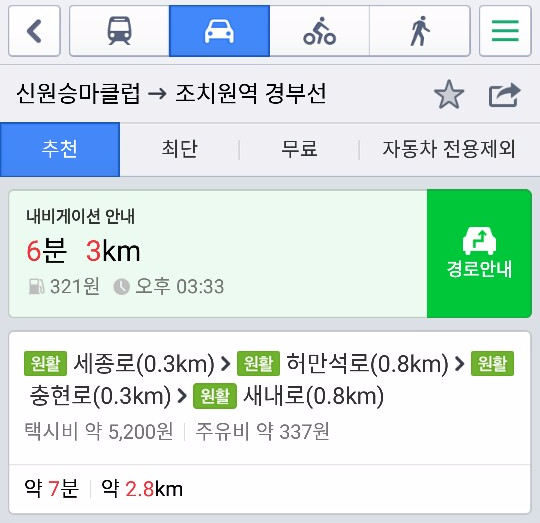 신원승마클럽 → 조치원역 경부선
추천 최단 무료 자동차 전용제외
내비게이션 안내
6분 3km
321원 오후 03:33
경로안내
원활 세종로(0.3km) > 원활 허만석로(0.8km) > 원활
충현로(0.3km) > 원활 새내로(0.8km)
택시비 약 5,200원 | 주유비 약 337원
약 7분 | 약 2.8km